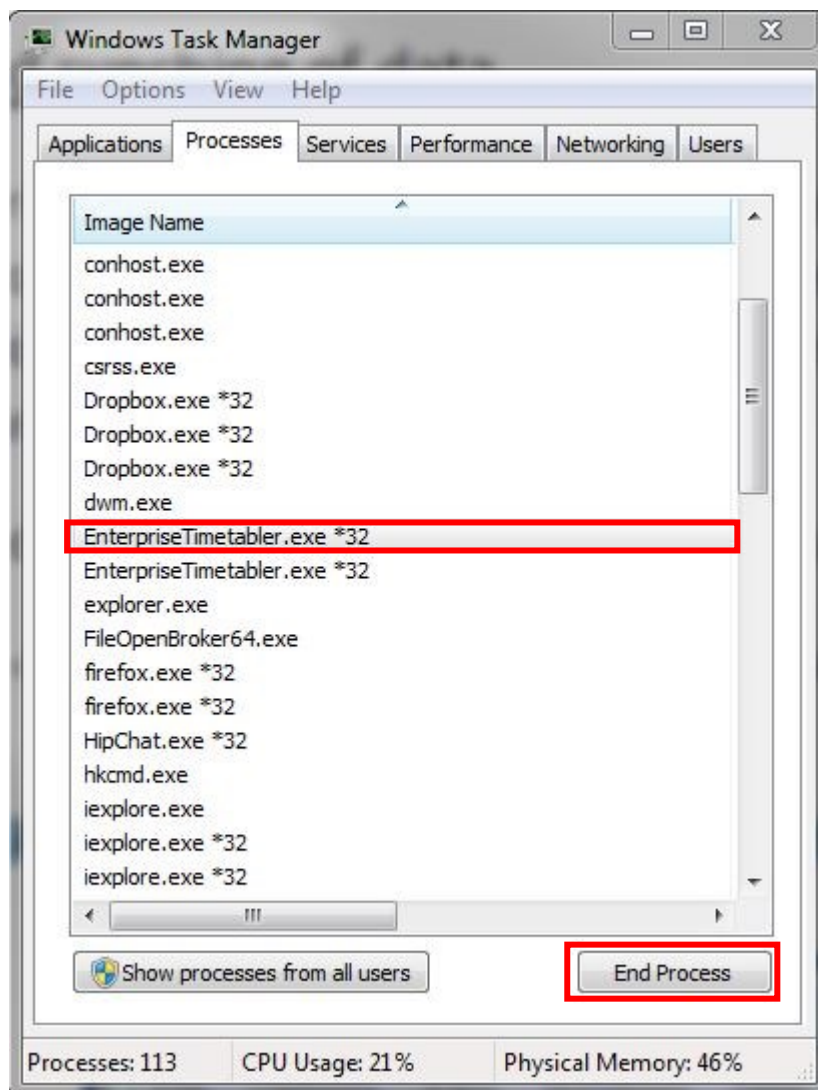 Windows Task Manager
File Options View Help
Applications Processes Services Performance Networking Users
Image Name
conhost.exe
conhost.exe
conhost.exe
csrss.exe
Dropbox.exe *32
Dropbox.exe *32
Dropbox.exe *32
dwm.exe
EnterpriseTimetabler.exe *32
EnterpriseTimetabler.exe *32
explorer.exe
FileOpenBroker64.exe
firefox.exe *32
firefox.exe *32
HipChat.exe *32
hkcmd.exe
iexplore.exe
iexplore.exe *32
iexplore.exe *32
Show processes from all users End Process
Processes: 113 CPU Usage: 21% Physical Memory: 46%